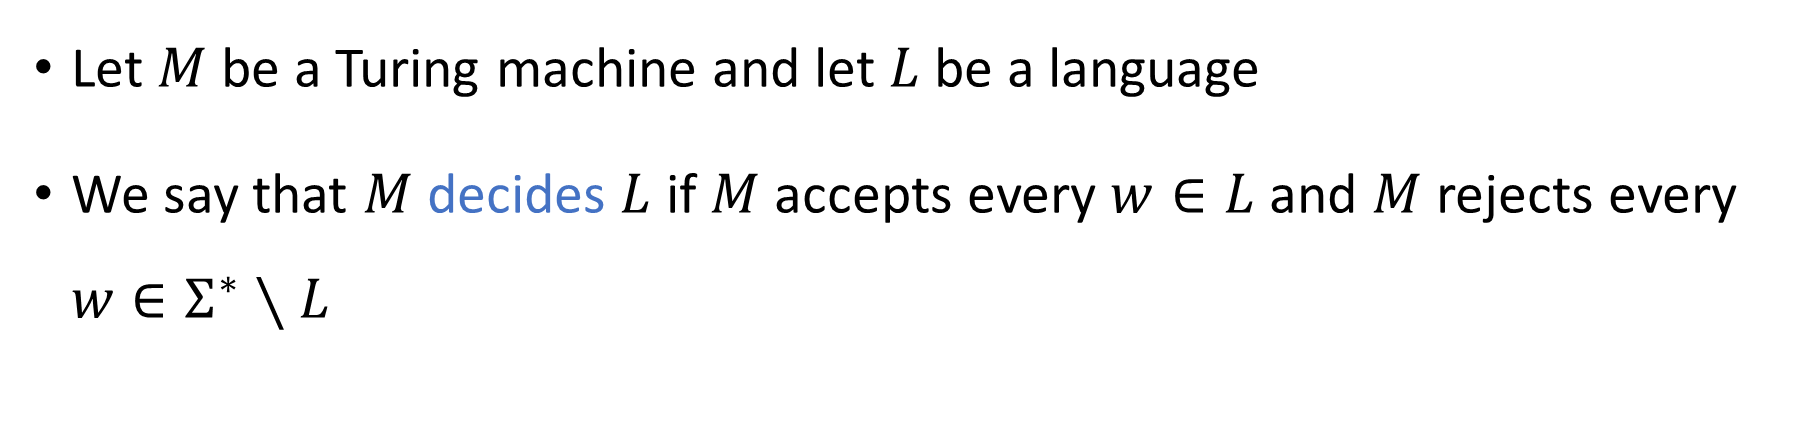 • Let 𝑀 be a Turing machine and let 𝐿 be a language
• We say that 𝑀 decides 𝐿 if 𝑀 accepts every 𝑤 ∈ 𝐿 and 𝑀 rejects every
𝑤 ∈ Σ* ∖ 𝐿